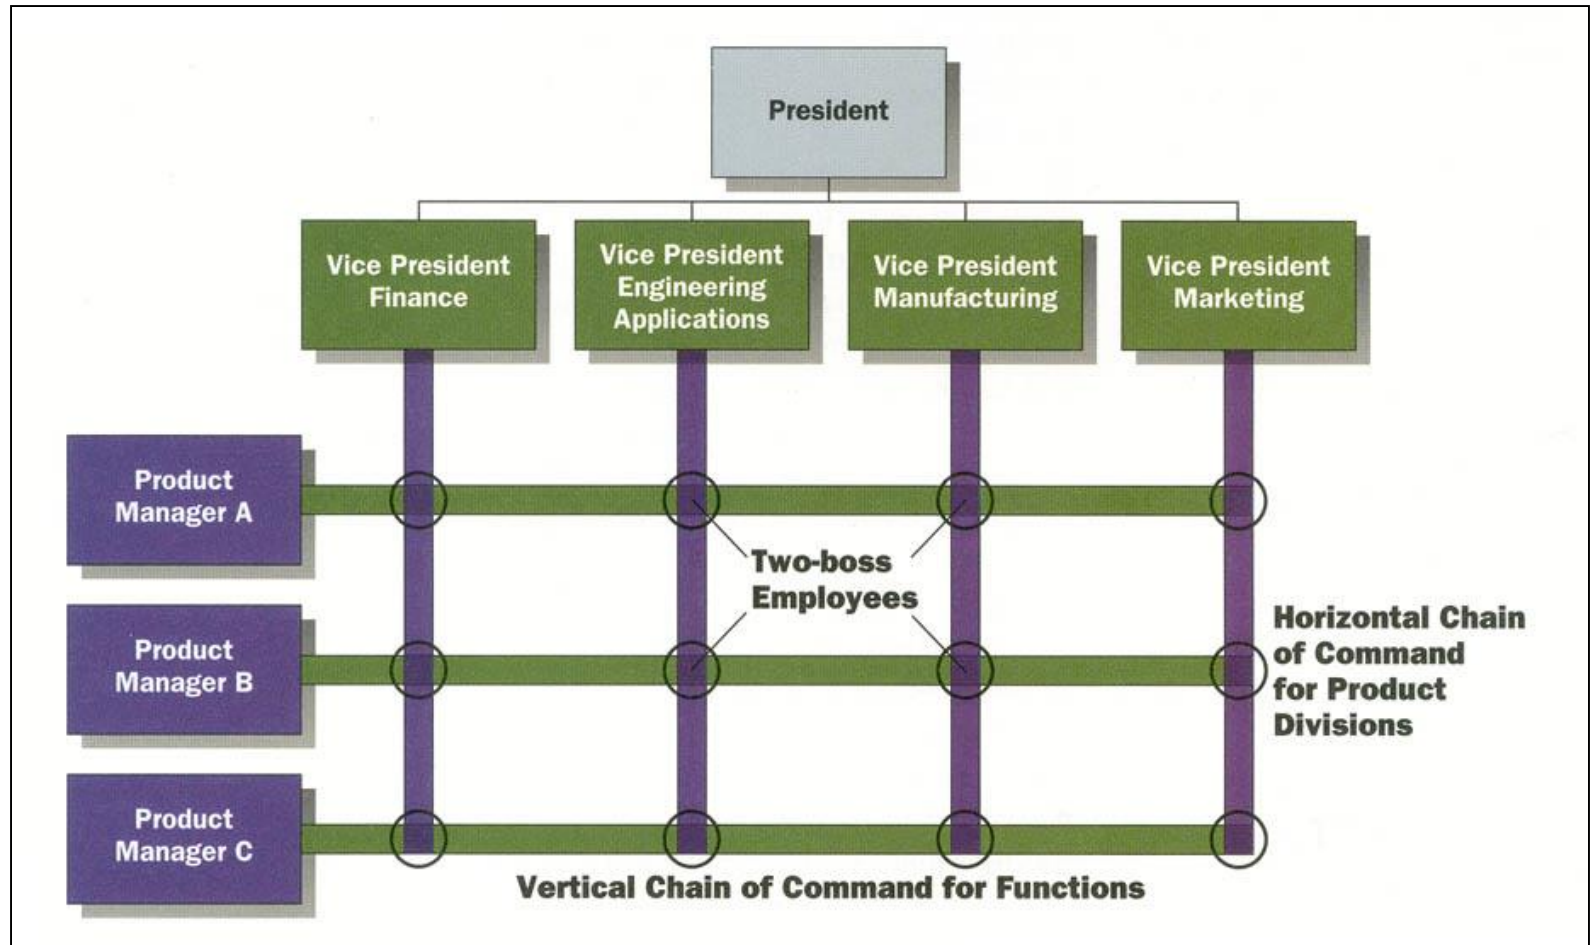 President
Vice President
Finance
Vice President
Engineering
Applications
Vice President
Manufacturing
Vice President
Marketing
Product
Manager A
Two-boss
Employees
Product
Manager B
Horizontal Chain
of Command
for Product
Divisions
Product
Manager C
Vertical Chain of Command for Functions